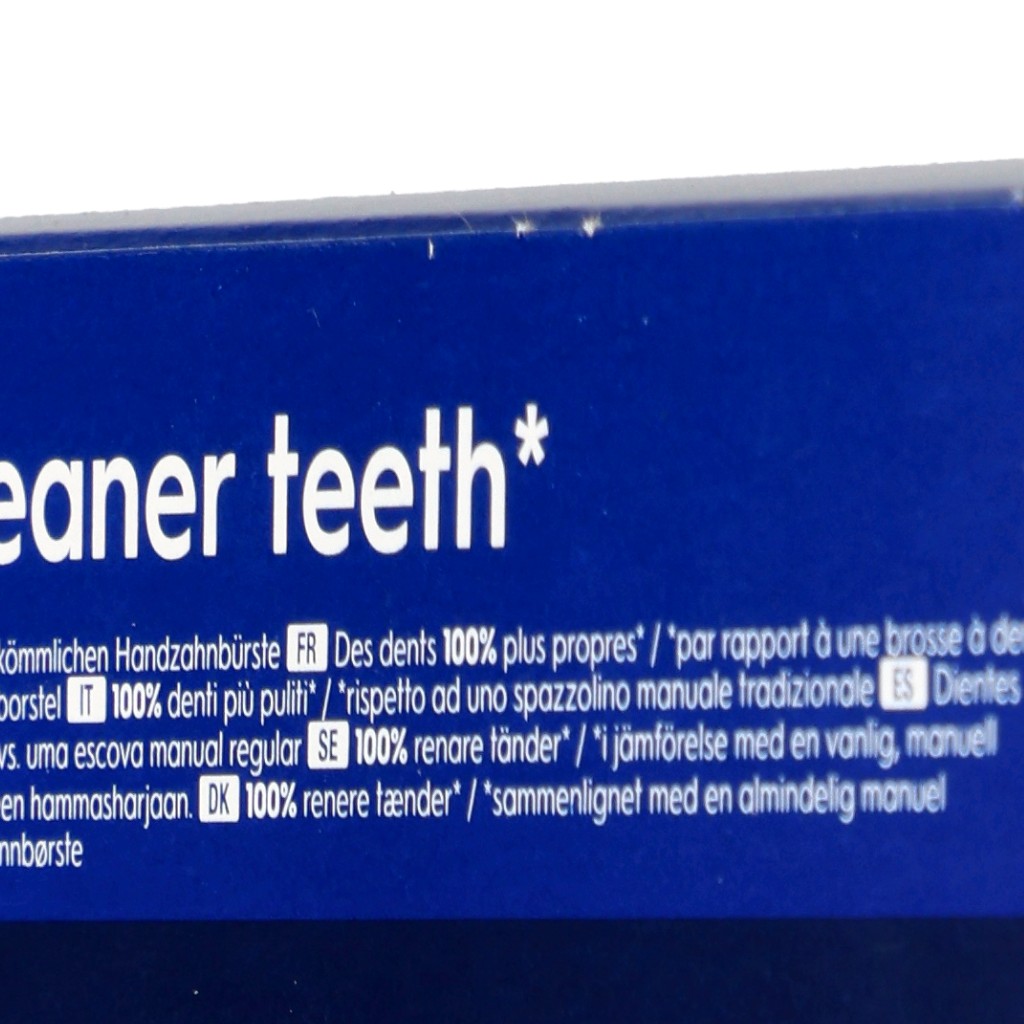 eaner teeth*
kömmlichen Handzahnbürste FR Des dents 100% plus propres* / *par rapport à une brosse à de
borstel IT 100% denti più puliti* / *rispetto ad uno spazzolino manuale tradizionale ES Dientes
vs. uma escova manual regular SE 100% renare tänder* / *i jämförelse med en vanlig, manuell
en hammasharjaan. DK 100% renere tænder* / *sammenlignet med en almindelig manuel
nnbørste